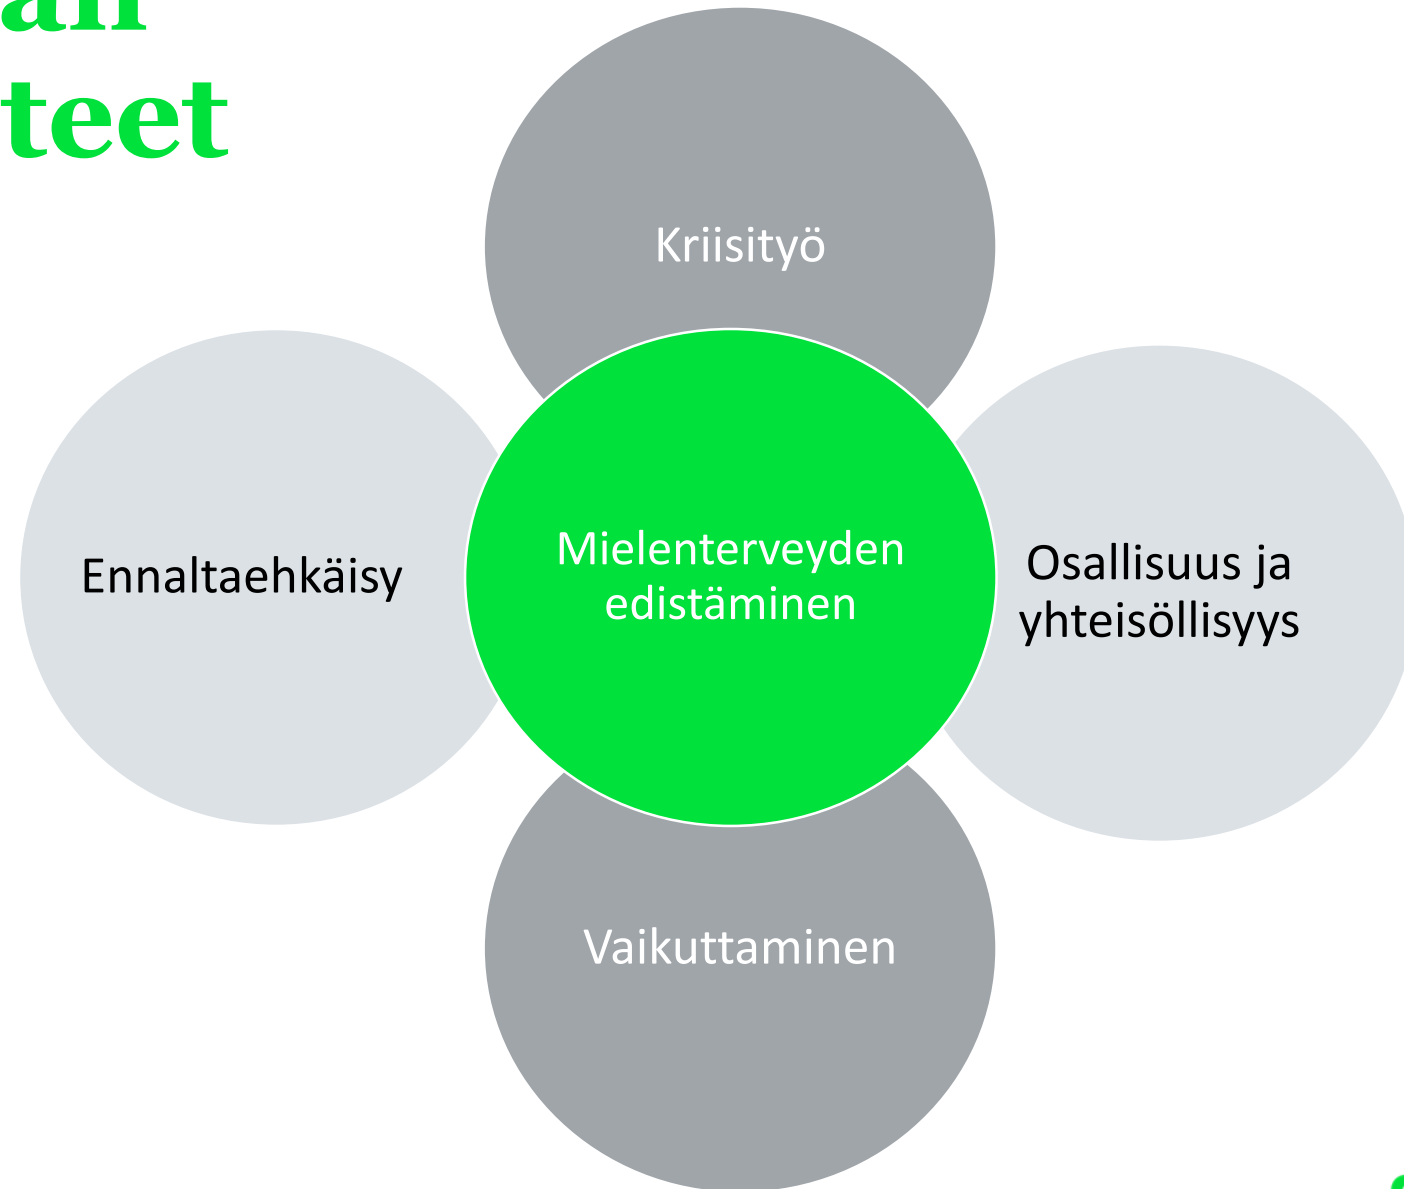 teet
Kriisityö
Ennaltaehkäisy
Mielenterveyden
edistäminen
Osallisuus ja
yhteisöllisyys
Vaikuttaminen